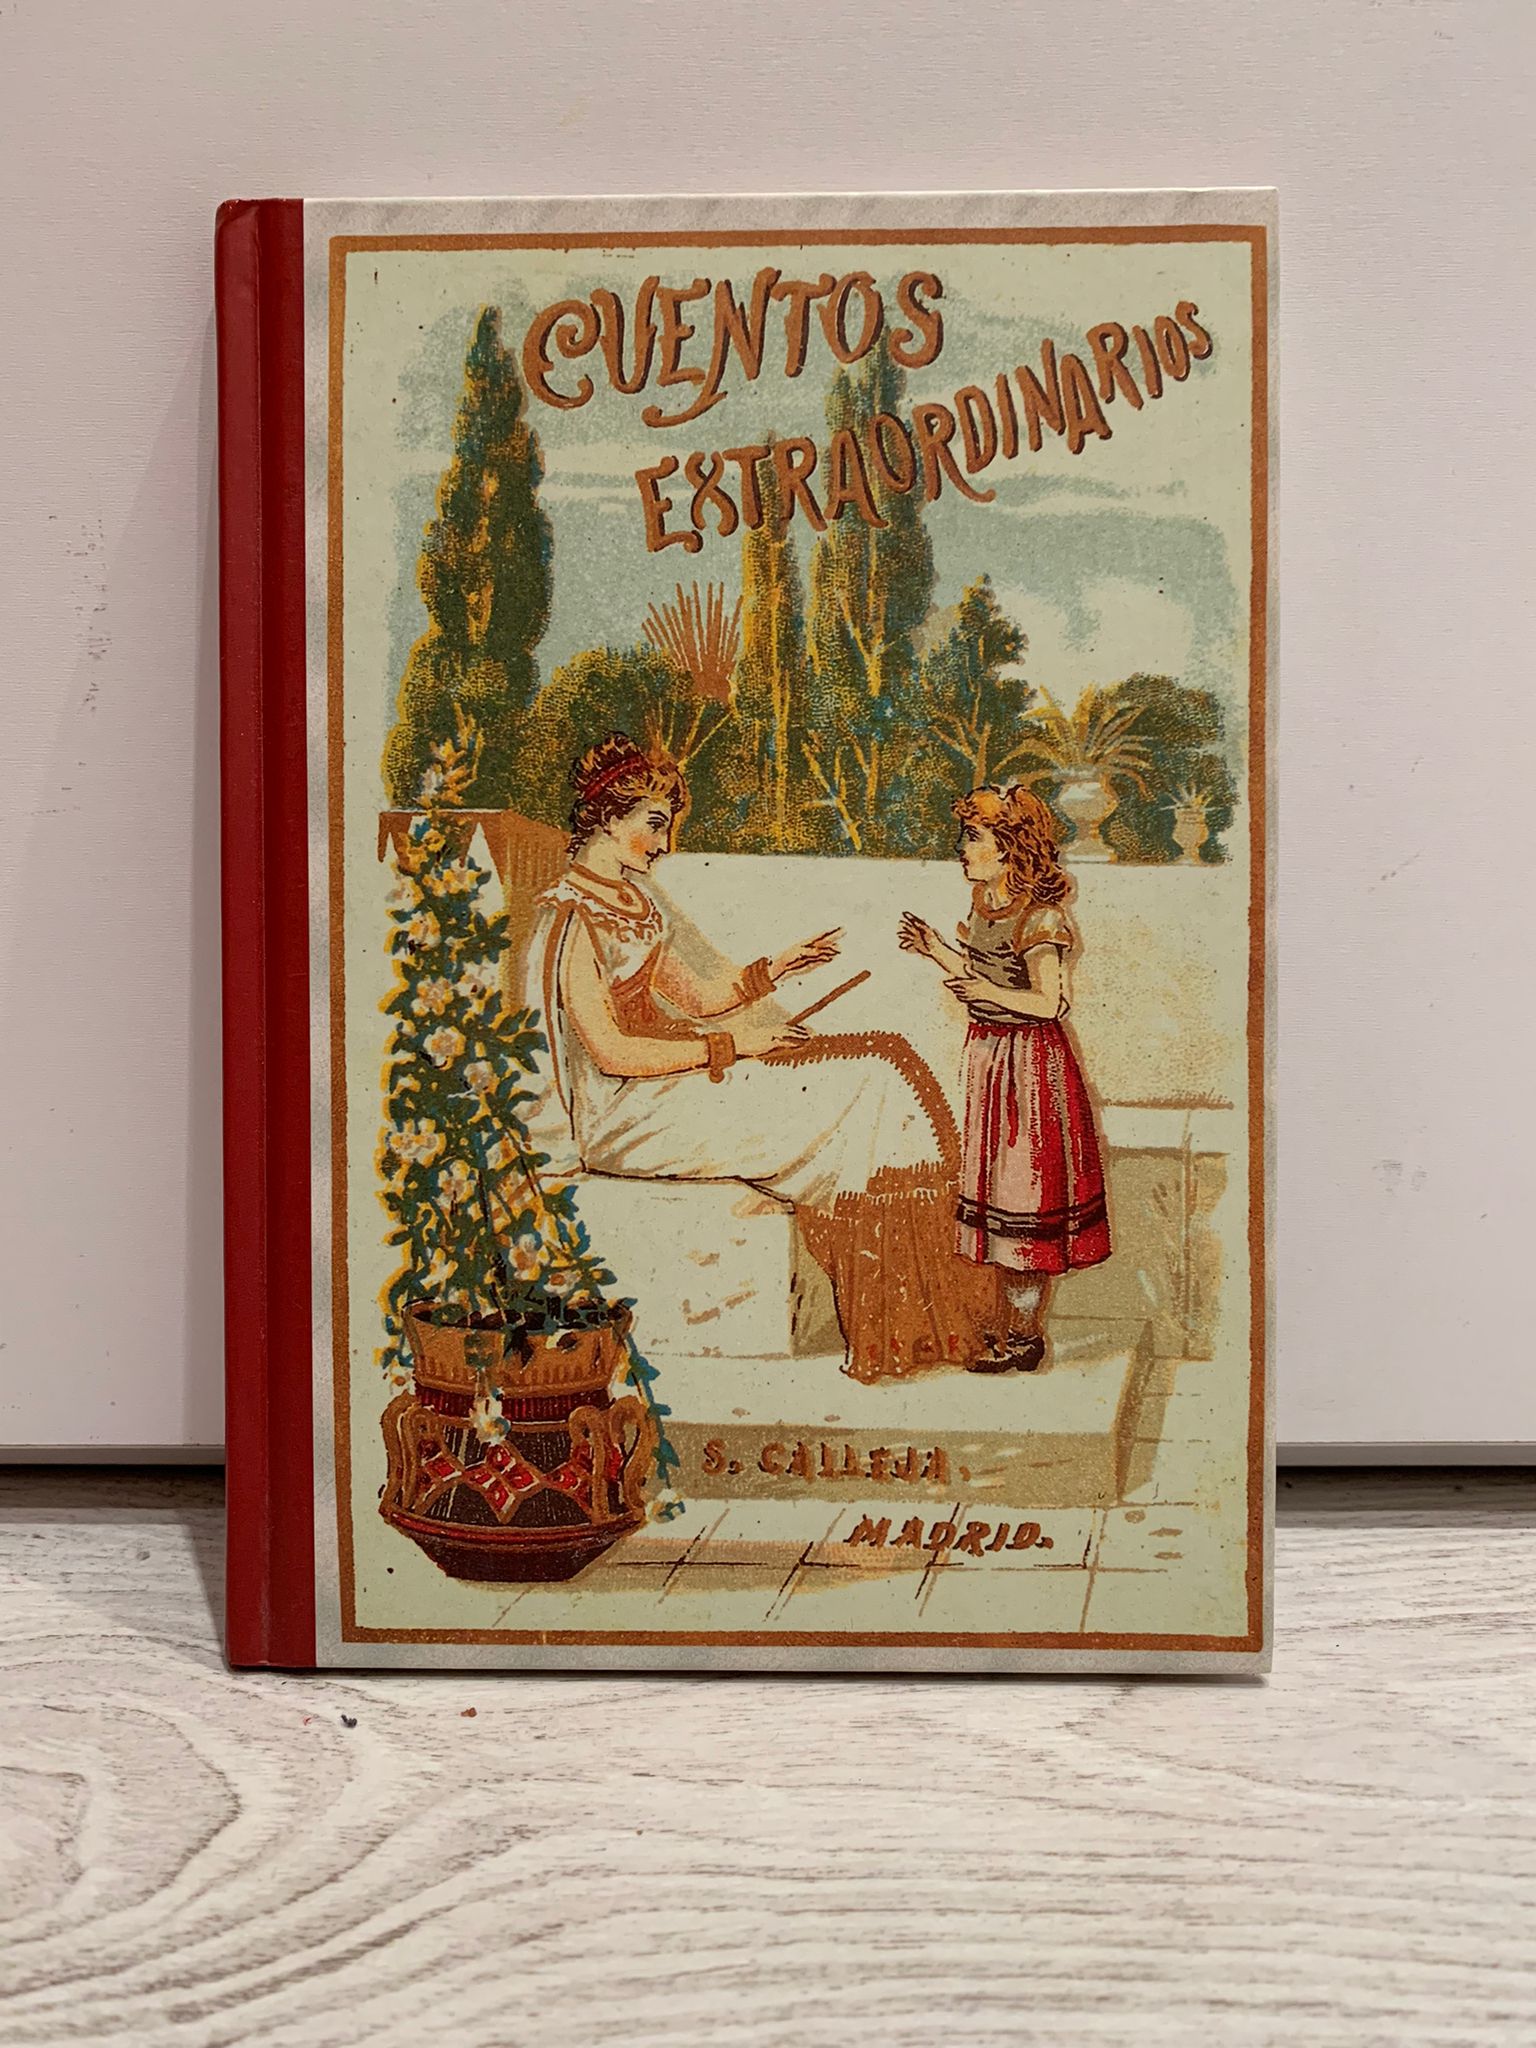 CUENTOS
EXTRAORDINARIOS
S. CALLEJA.
MADRID.